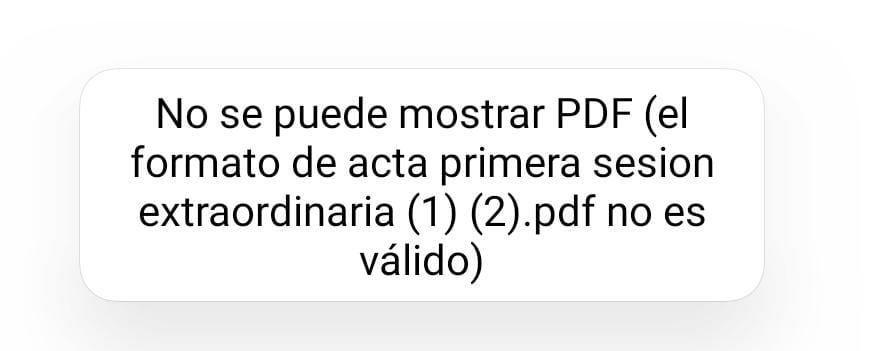 No se puede mostrar PDF (el
formato de acta primera sesion
extraordinaria (1) (2).pdf no es
válido)